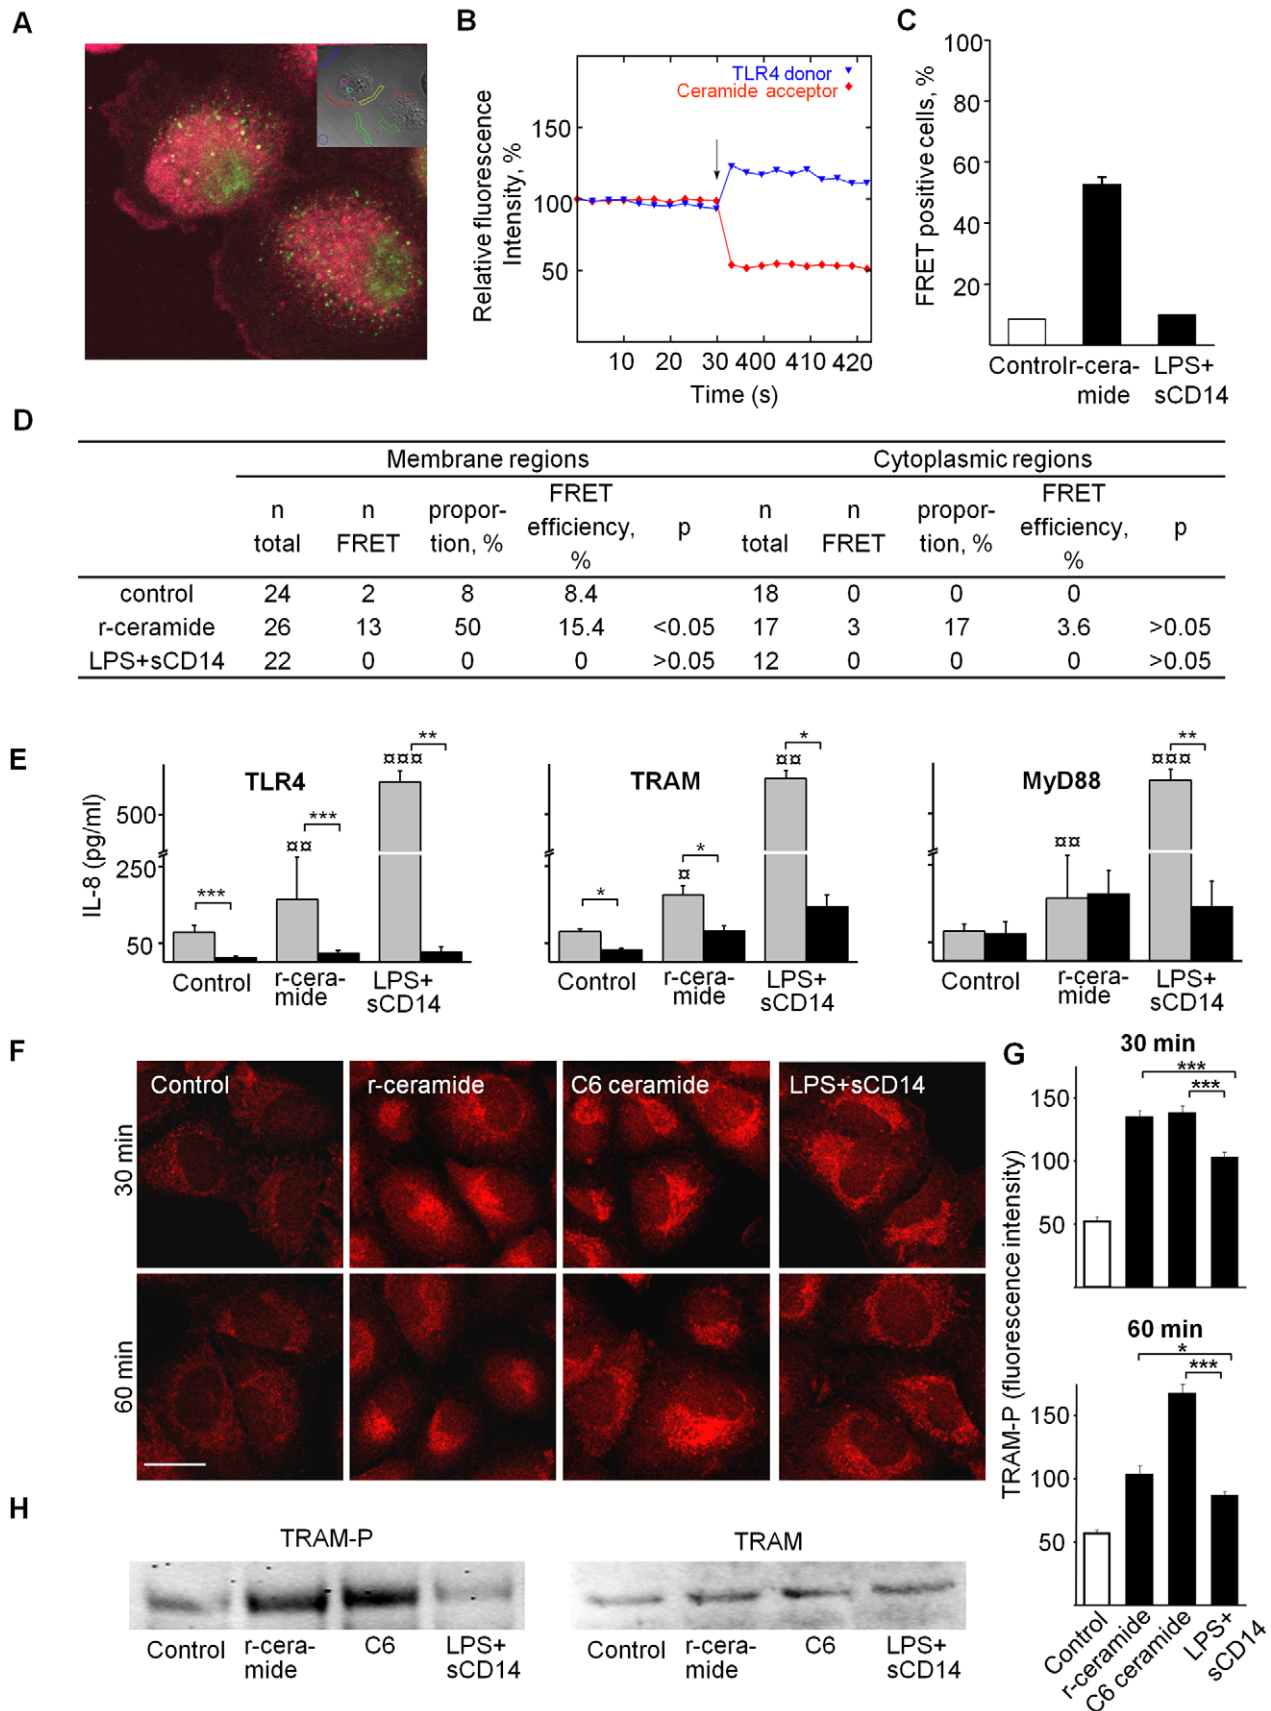 A
B
C
TLR4 donor
Ceramide acceptor
Relative fluorescence
Intensity, %
150
100
50
10 20 30 400 410 420
Time (s)
FRET positive cells, %
100
80
60
40
20
Control r-cera-
mide
LPS+
sCD14
D
Membrane regions
Cytoplasmic regions
n total n FRET propor-tion, % FRET efficiency, % p n total n FRET propor-tion, % FRET efficiency, % p
control 24 2 8 8.4 18 0 0 0
r-ceramide 26 13 50 15.4 <0.05 17 3 17 3.6 >0.05
LPS+sCD14 22 0 0 0 >0.05 12 0 0 0 >0.05
E
IL-8 (pg/ml)
500
250
50
TLR4
***
¤¤
***
¤¤¤
**
Control
r-cera-
mide
LPS+
sCD14
TRAM
*
¤
*
¤¤
*
Control
r-cera-
mide
LPS+
sCD14
MyD88
¤¤
¤¤¤
**
Control
r-cera-
mide
LPS+
sCD14
F
Control
r-ceramide
C6 ceramide
LPS+sCD14
30 min
60 min
G
TRAM-P (fluorescence intensity)
30 min
***
***
150
100
50
60 min
*
***
150
100
50
Control
r-ceramide
C6 ceramide
LPS+
sCD14
H
TRAM-P
Control
r-cera-
mide
C6
LPS+
sCD14
TRAM
Control
r-cera-
mide
C6
LPS+
sCD14